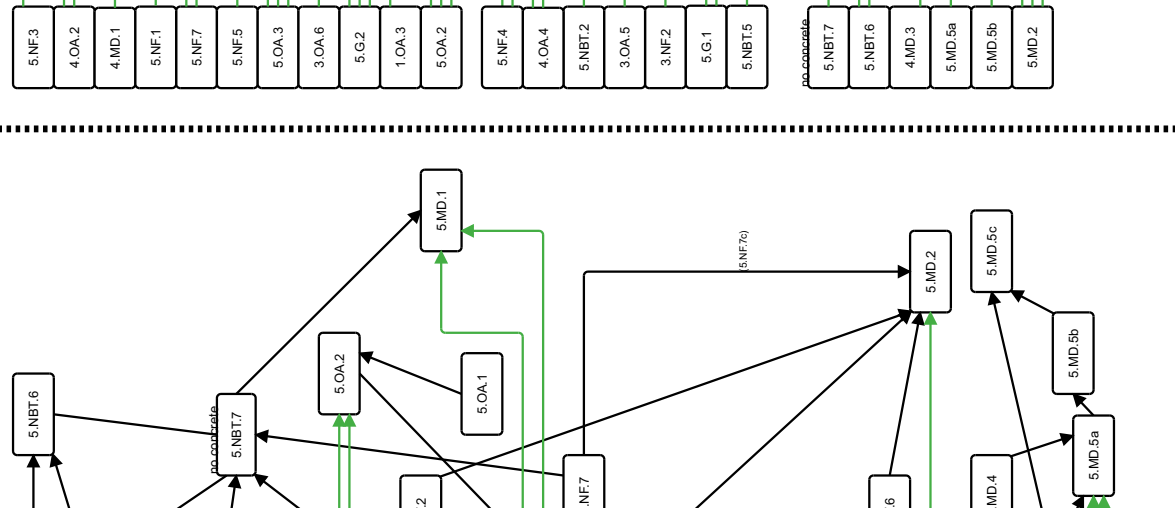 5.NF.3
4.OA.2
4.MD.1
5.NF.1
5.NF.7
5.NF.5
5.OA.3
3.OA.6
5.G.2
1.OA.3
5.OA.2
5.NF.4
4.OA.4
5.NBT.2
3.OA.5
3.NF.2
5.G.1
5.NBT.5
no concrete
5.NBT.7
5.NBT.6
4.MD.3
5.MD.5a
5.MD.5b
5.MD.2
5.MD.1
(5.NF.7c)
5.MD.2
5.MD.5c
5.MD.5b
5.OA.2
5.OA.1
5.NBT.6
no concrete
5.NBT.7
5.MD.5a
.2
.NF.7
.6
.MD.4